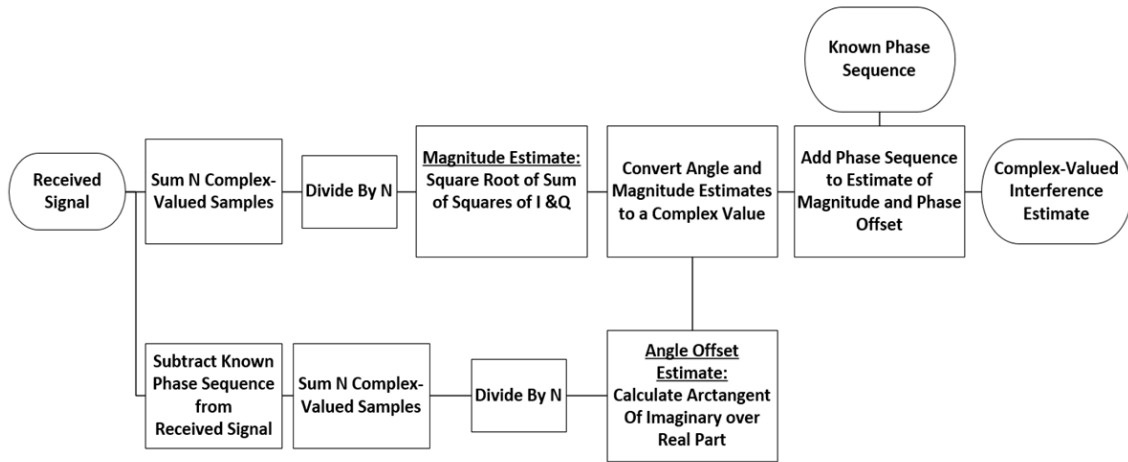 Known Phase
Sequence
Received
Signal
Sum N Complex-
Valued Samples
Divide By N
Magnitude Estimate:
Square Root of Sum
of Squares of I &Q
Convert Angle and
Magnitude Estimates
to a Complex Value
Add Phase Sequence
to Estimate of
Magnitude and Phase
Offset
Complex-Valued
Interference
Estimate
Subtract Known
Phase Sequence
from
Received Signal
Sum N Complex-
Valued Samples
Divide By N
Angle Offset
Estimate:
Calculate Arctangent
Of Imaginary over
Real Part